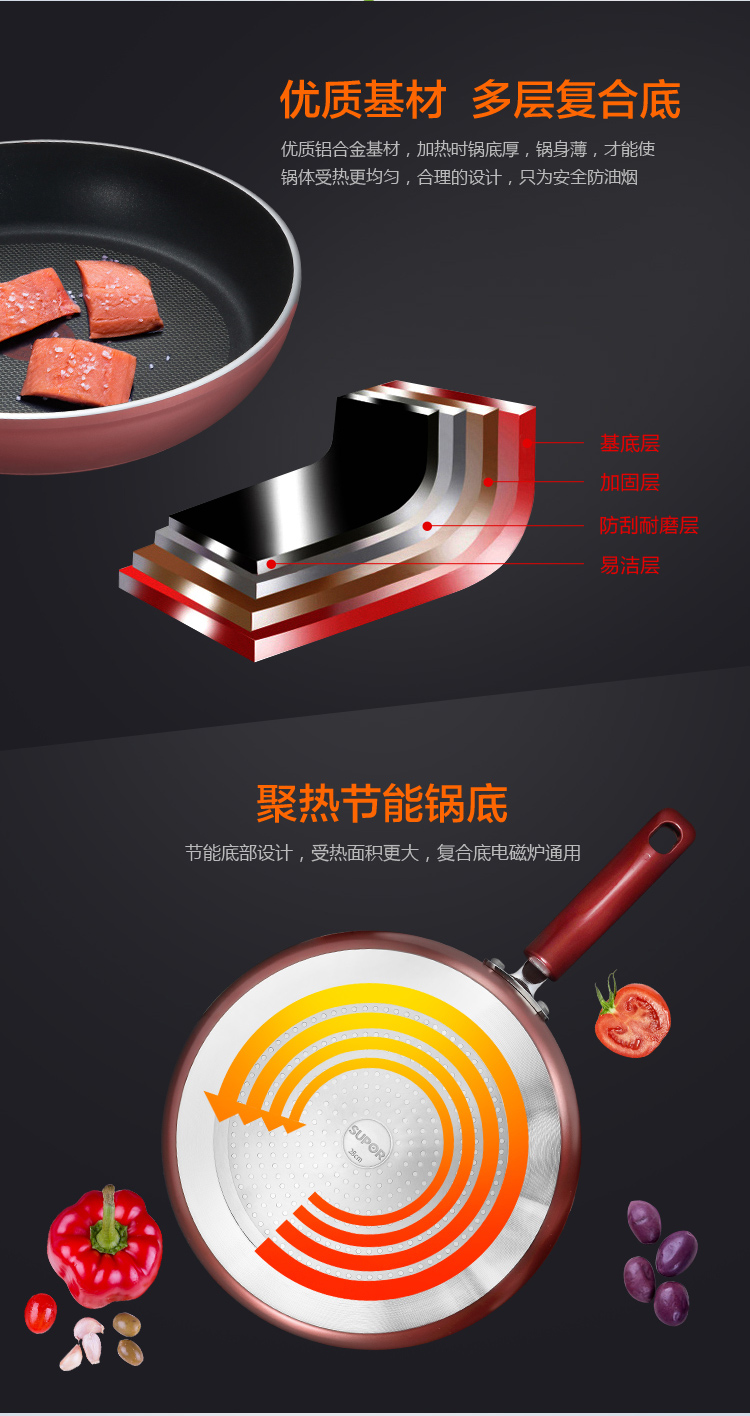 优质基材 多层复合底
优质铝合金基材，加热时锅底厚，锅身薄，才能使
锅体受热更均匀，合理的设计，只为安全防油烟
基底层
加固层
防刮耐磨层
易洁层
聚热节能锅底
节能底部设计，受热面积更大，复合底电磁炉通用
SUPOR
26cm